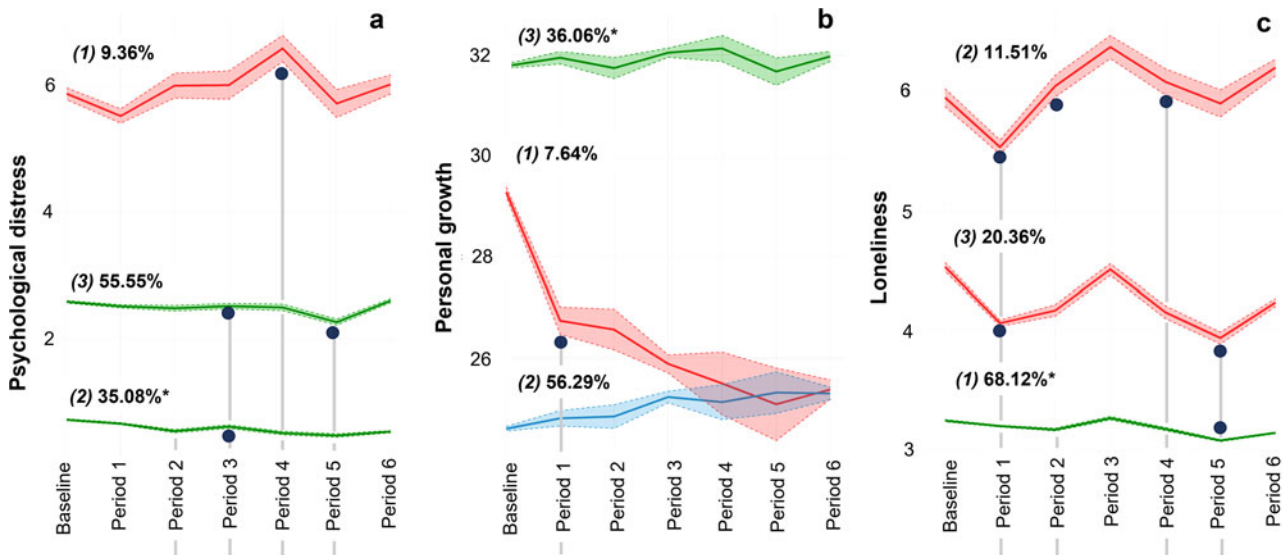 a
Psychological distress
6
4
2
(1) 9.36%
(3) 55.55%
(2) 35.08%*
Baseline
Period 1
Period 2
Period 3
Period 4
Period 5
Period 6
b
Personal growth
32
30
28
26
(3) 36.06%*
(1) 7.64%
(2) 56.29%
Baseline
Period 1
Period 2
Period 3
Period 4
Period 5
Period 6
c
Loneliness
6
5
4
3
(2) 11.51%
(3) 20.36%
(1) 68.12%*
Baseline
Period 1
Period 2
Period 3
Period 4
Period 5
Period 6